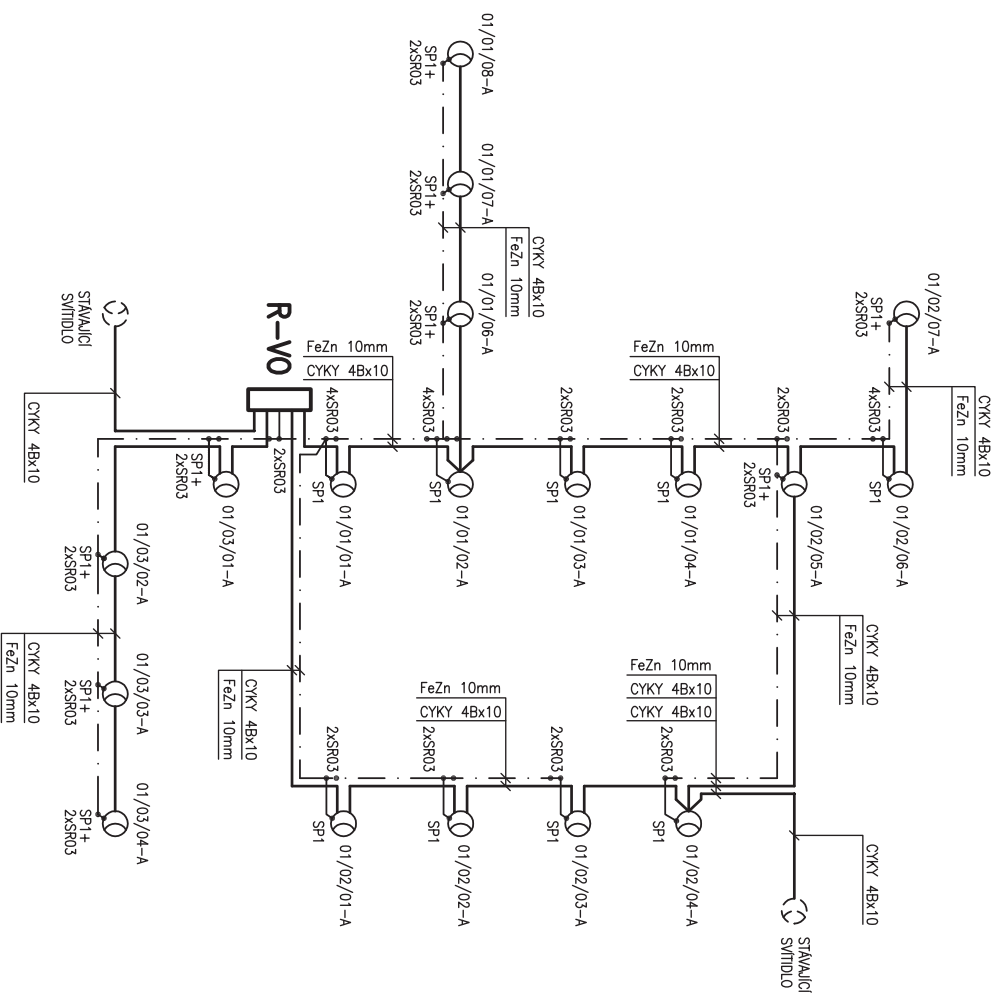 01/01/08-A
SP1+
2xSR03
01/01/07-A
SP1+
2xSR03
CYKY 4Bx10
FeZn 10mm
01/01/06-A
SP1+
2xSR03
01/02/07-A
SP1+
2xSR03
CYKY 4Bx10
FeZn 10mm
STÁVAJÍCÍ
SVÍTIDLO
CYKY 4Bx10
R-VO
FeZn 10mm
CYKY 4Bx10
FeZn 10mm
CYKY 4Bx10
SP1+
2xSR03
2xSR03
4xSR03
SP1
4xSR03
SP1
2xSR03
SP1
2xSR03
SP1
2xSR03
SP1+
2xSR03
4xSR03
SP1
01/03/01-A
01/01/01-A
01/01/02-A
01/01/03-A
01/01/04-A
01/02/05-A
01/02/06-A
01/03/02-A
SP1+
2xSR03
CYKY 4Bx10
FeZn 10mm
01/03/03-A
SP1+
2xSR03
01/03/04-A
SP1+
2xSR03
CYKY 4Bx10
FeZn 10mm
FeZn 10mm
CYKY 4Bx10
FeZn 10mm
CYKY 4Bx10
CYKY 4Bx10
CYKY 4Bx10
FeZn 10mm
2xSR03
SP1
01/02/01-A
2xSR03
SP1
01/02/02-A
2xSR03
SP1
01/02/03-A
2xSR03
SP1
01/02/04-A
CYKY 4Bx10
STÁVAJÍCÍ
SVÍTIDLO